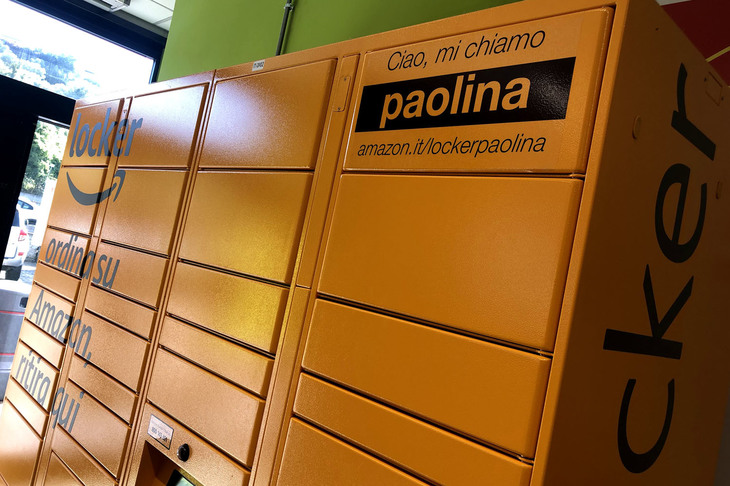 locker
ordina su
Amazon,
ritira qui
Ciao, mi chiamo
paolina
amazon.it/lockerpaolina
cker